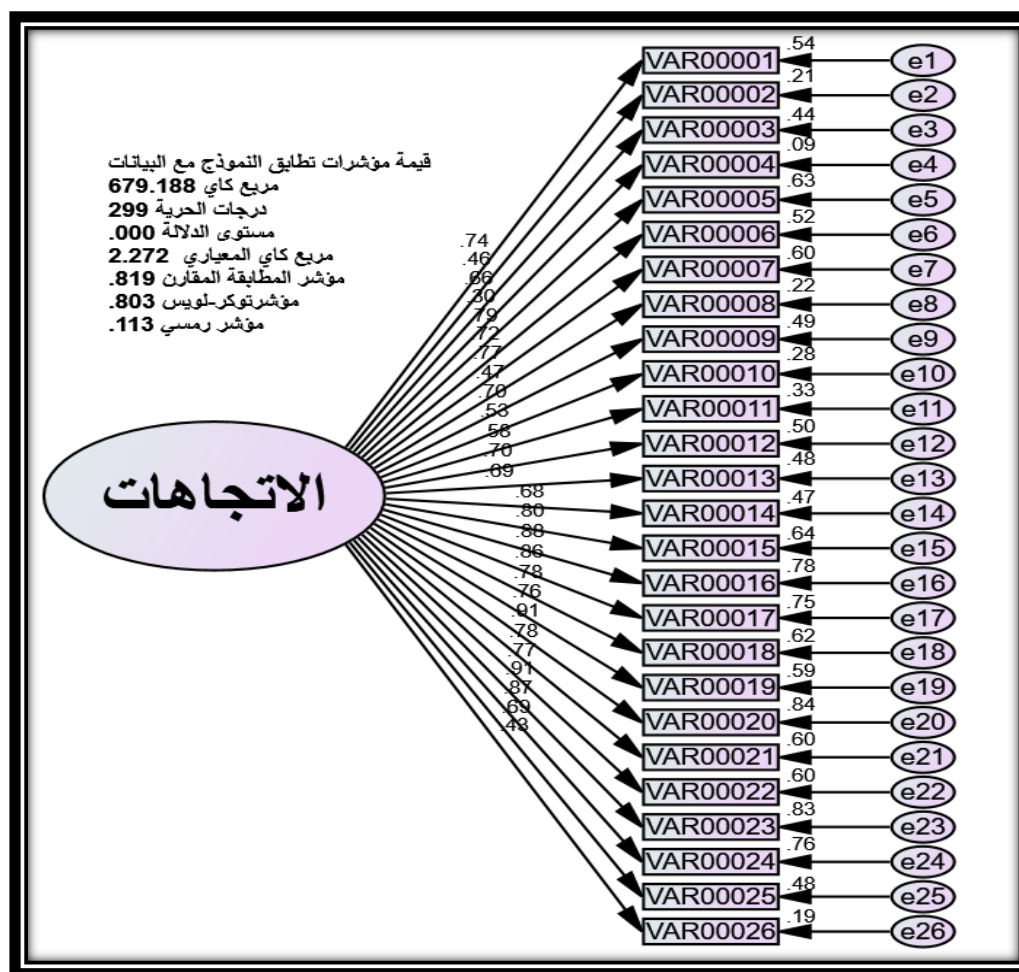 قيمة مؤشرات تطابق النموذج مع البيانات
مربع كاي 679.188
درجات الحرية 299
مستوى الدلالة 000.
مربع كاي المعياري 2.272
مؤشر المطابقة المقارن 819.
مؤشرتوكر-لويس 803.
مؤشر رمسي 113.
الاتجاهات
.74
.46
.66
.30
.79
.72
.77
.47
.70
.53
.58
.70
.69
.68
.80
.88
.86
.78
.76
.91
.78
.77
.91
.87
.69
.43
VAR00001 .54 e1
VAR00002 .21 e2
VAR00003 .44 e3
VAR00004 .09 e4
VAR00005 .63 e5
VAR00006 .52 e6
VAR00007 .60 e7
VAR00008 .22 e8
VAR00009 .49 e9
VAR00010 .28 e10
VAR00011 .33 e11
VAR00012 .50 e12
VAR00013 .48 e13
VAR00014 .47 e14
VAR00015 .64 e15
VAR00016 .78 e16
VAR00017 .75 e17
VAR00018 .62 e18
VAR00019 .59 e19
VAR00020 .84 e20
VAR00021 .60 e21
VAR00022 .60 e22
VAR00023 .83 e23
VAR00024 .76 e24
VAR00025 .48 e25
VAR00026 .19 e26